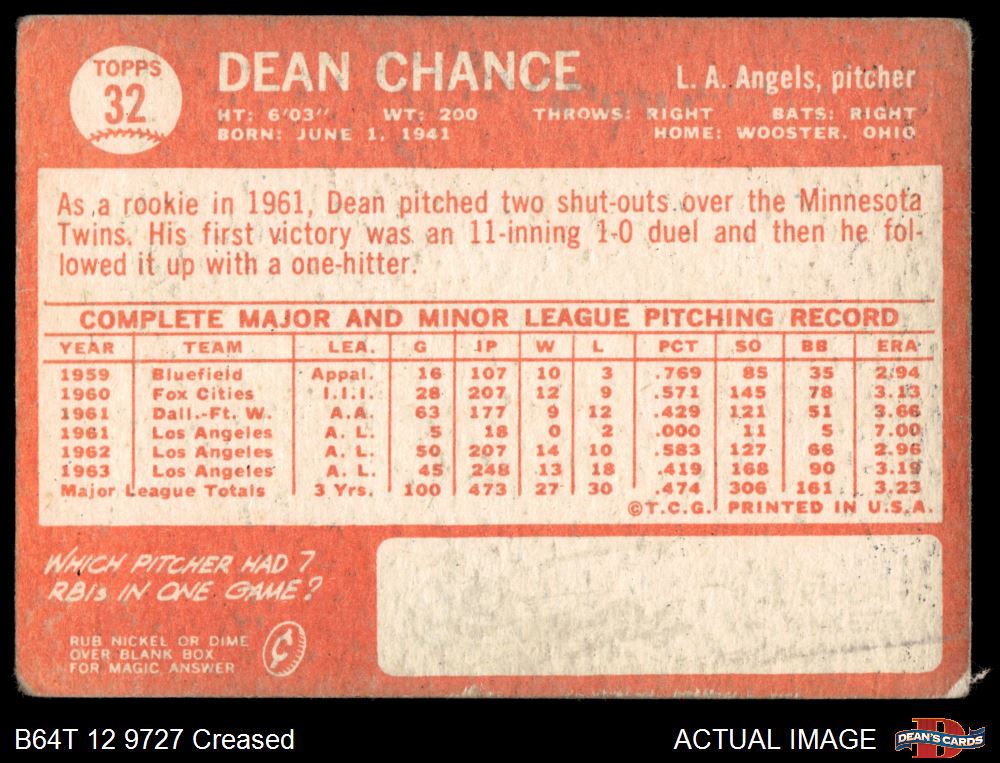 TOPPS
32
DEAN CHANCE
L. A. Angels, pitcher
HT: 6'03" WT: 200 THROWS: RIGHT BATS: RIGHT
BORN: JUNE 1, 1941 HOME: WOOSTER, OHIO
As a rookie in 1961, Dean pitched two shut-outs over the Minnesota
Twins. His first victory was an 11-inning 1-0 duel and then he fol-
lowed it up with a one-hitter.
COMPLETE MAJOR AND MINOR LEAGUE PITCHING RECORD
YEAR TEAM LEA. G IP W L PCT SO BB ERA
1959 Bluefield Appal. 16 107 10 3 .769 85 35 2.94
1960 Fox Cities I.I.I. 28 207 12 9 .571 145 78 3.13
1961 Dall.-Ft. W. A.A. 63 177 9 12 .429 121 51 3.66
1961 Los Angeles A. L. 5 18 0 2 .000 11 5 7.00
1962 Los Angeles A. L. 50 207 14 10 .583 127 66 2.96
1963 Los Angeles A. L. 45 248 13 18 .419 168 90 3.19
Major League Totals 3 Yrs. 100 473 27 30 .474 306 161 3.23
©T.C.G. PRINTED IN U.S.A.
WHICH PITCHER HAD 7
RBIs IN ONE GAME?
RUB NICKEL OR DIME
OVER BLANK BOX
FOR MAGIC ANSWER
¢
B64T 12 9727 Creased
ACTUAL IMAGE
DEAN'S CARDS